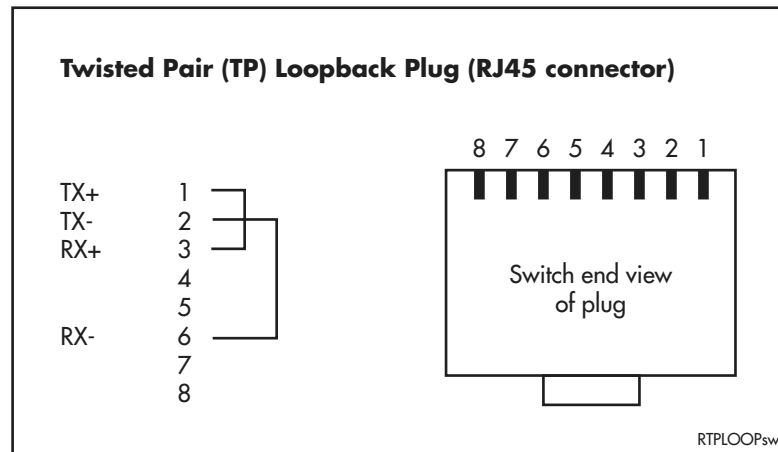 Twisted Pair (TP) Loopback Plug (RJ45 connector)
8 7 6 5 4 3 2 1
TX+ 1
TX- 2
RX+ 3
4
5
RX- 6
7
8
Switch end view
of plug
RTPLOOPsw